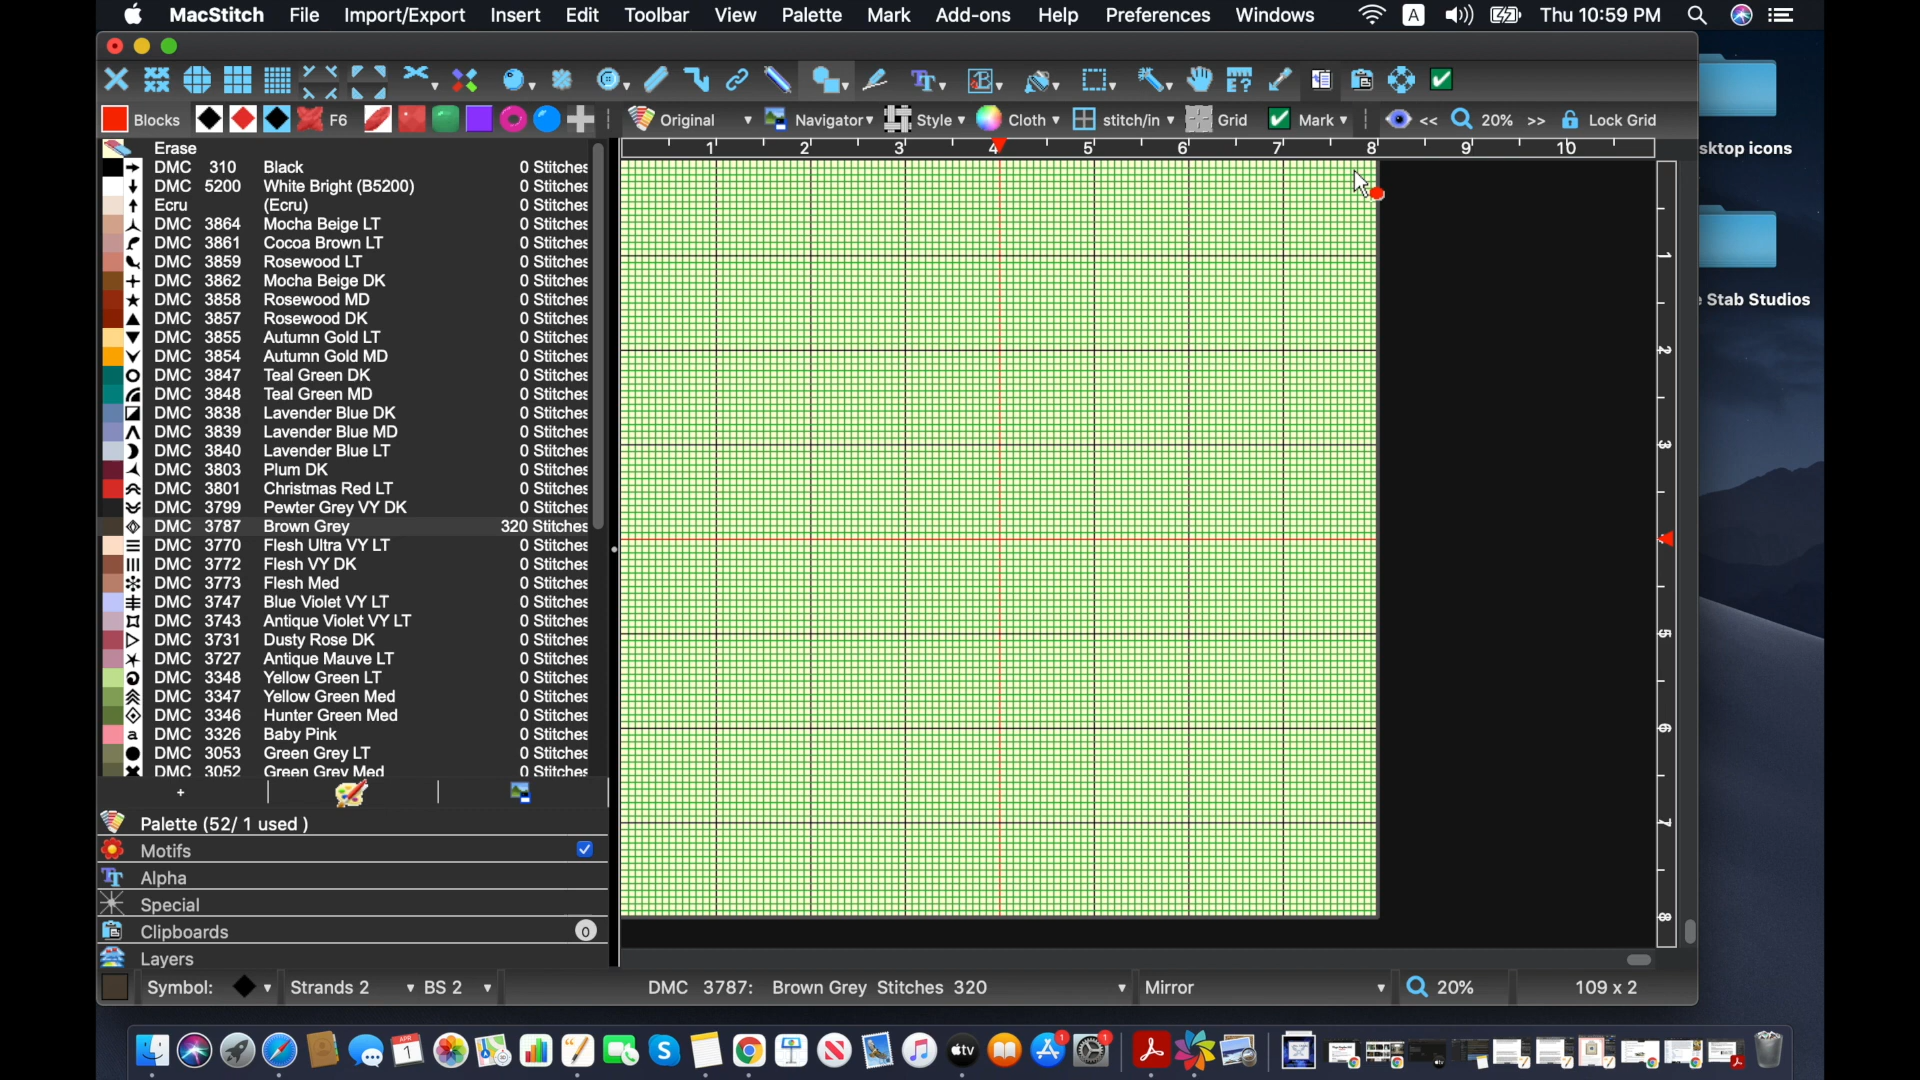 MacStitch File Import/Export Insert Edit Toolbar View Palette Mark Add-ons Help Preferences Windows A Thu 10:59 PM
Blocks F6 Original Navigator Style Cloth stitch/in Grid Mark << 20% >> Lock Grid
Erase
DMC 310 Black 0 Stitches
DMC 5200 White Bright (B5200) 0 Stitches
Ecru (Ecru) 0 Stitches
DMC 3864 Mocha Beige LT 0 Stitches
DMC 3861 Cocoa Brown LT 0 Stitches
DMC 3859 Rosewood LT 0 Stitches
DMC 3862 Mocha Beige DK 0 Stitches
DMC 3858 Rosewood MD 0 Stitches
DMC 3857 Rosewood DK 0 Stitches
DMC 3855 Autumn Gold LT 0 Stitches
DMC 3854 Autumn Gold MD 0 Stitches
DMC 3847 Teal Green DK 0 Stitches
DMC 3848 Teal Green MD 0 Stitches
DMC 3838 Lavender Blue DK 0 Stitches
DMC 3839 Lavender Blue MD 0 Stitches
DMC 3840 Lavender Blue LT 0 Stitches
DMC 3803 Plum DK 0 Stitches
DMC 3801 Christmas Red LT 0 Stitches
DMC 3799 Pewter Grey VY DK 0 Stitches
DMC 3787 Brown Grey 320 Stitches
DMC 3770 Flesh Ultra VY LT 0 Stitches
DMC 3772 Flesh VY DK 0 Stitches
DMC 3773 Flesh Med 0 Stitches
DMC 3747 Blue Violet VY LT 0 Stitches
DMC 3743 Antique Violet VY LT 0 Stitches
DMC 3731 Dusty Rose DK 0 Stitches
DMC 3727 Antique Mauve LT 0 Stitches
DMC 3348 Yellow Green LT 0 Stitches
DMC 3347 Yellow Green Med 0 Stitches
DMC 3346 Hunter Green Med 0 Stitches
a DMC 3326 Baby Pink 0 Stitches
DMC 3053 Green Grey LT 0 Stitches
DMC 3052 Green Grey Med 0 Stitches
+
Palette (52/ 1 used )
Motifs
Alpha
Special
Clipboards 0
Layers
1 2 3 4 5 6 7 8 9 10
1
2
3
5
6
7
8
sktop icons
Stab Studios
Symbol: Strands 2 BS 2 DMC 3787: Brown Grey Stitches 320 Mirror 20% 109 x 2
APR
1
tv
1
1